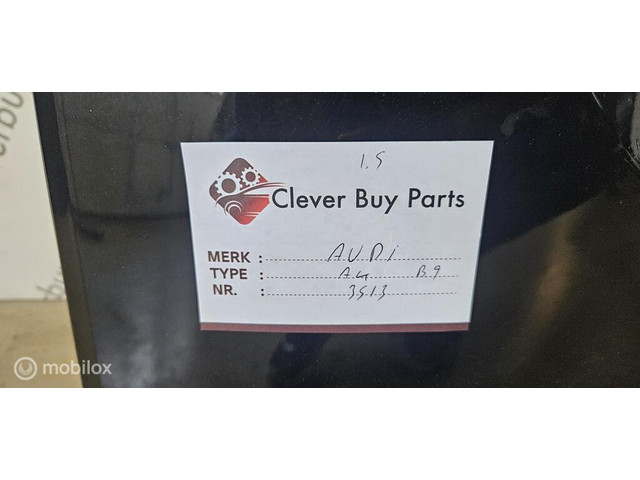 1.5
Clever Buy Parts
MERK : AUDi
TYPE : A4 B9
NR. : 3513
mobilox